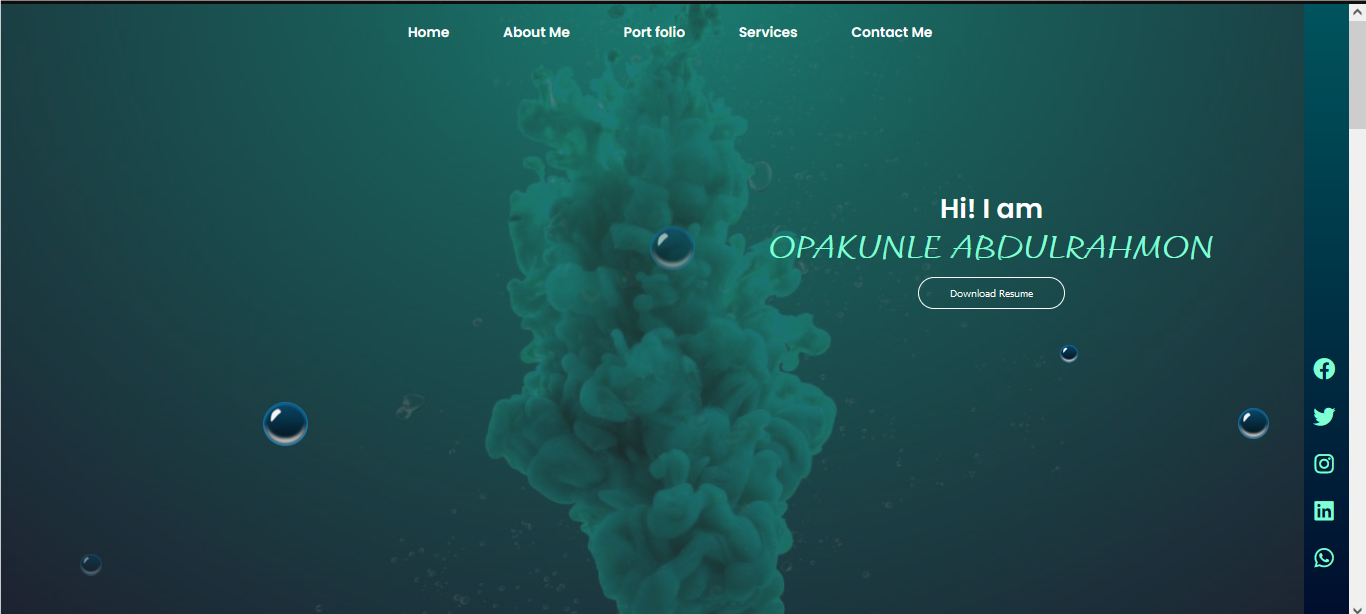 Home About Me Port folio Services Contact Me
Hi! I am
OPAKUNLE ABDULRAHMON
Download Resume